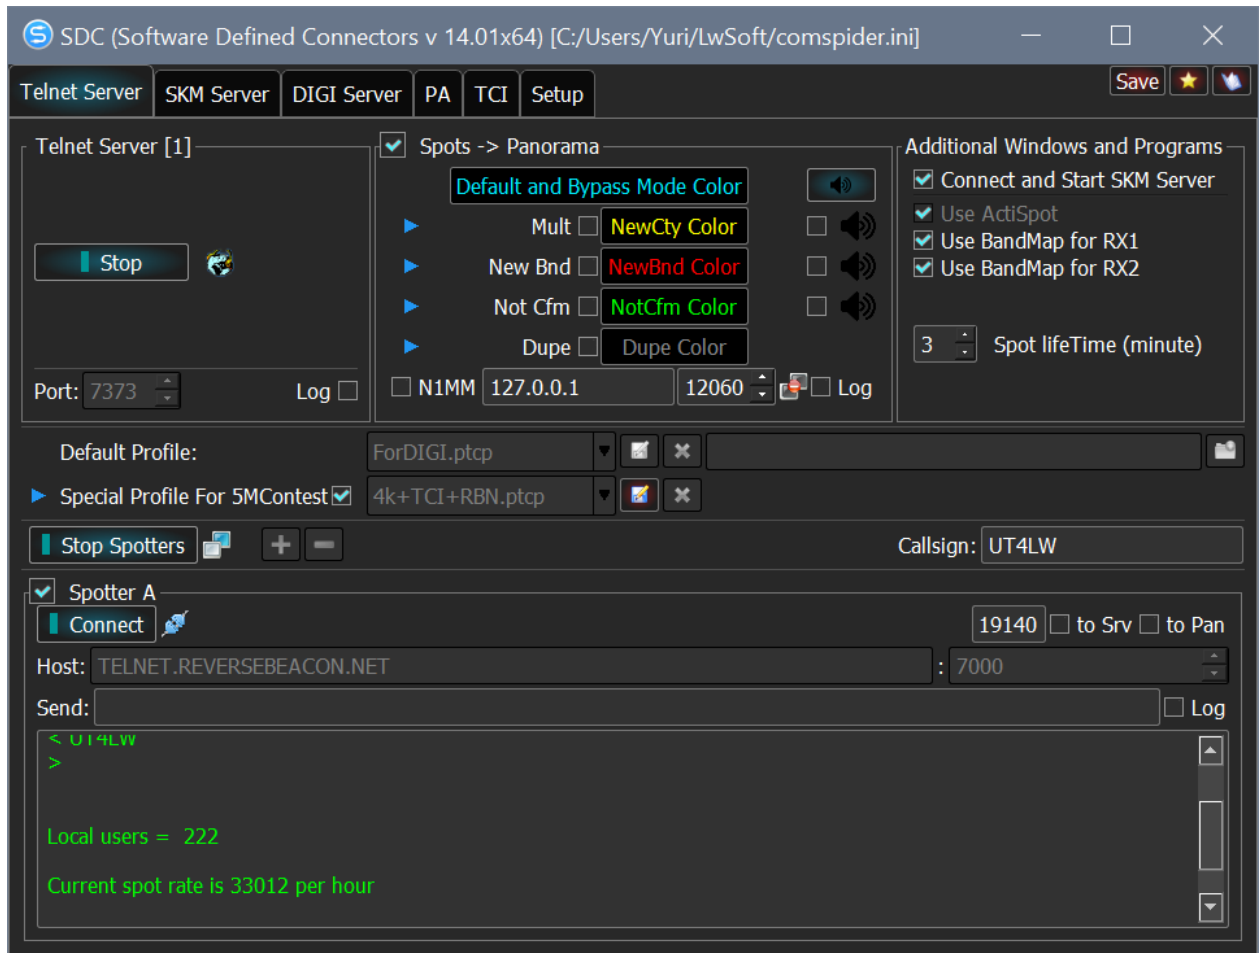 SDC (Software Defined Connectors v 14.01x64) [C:/Users/Yuri/LwSoft/comspider.ini]
Telnet Server SKM Server DIGI Server PA TCI Setup Save
Telnet Server [1] Spots -> Panorama Additional Windows and Programs
Default and Bypass Mode Color Connect and Start SKM Server
Mult NewCty Color Use ActiSpot
Use BandMap for RX1
Stop New Bnd NewBnd Color Use BandMap for RX2
Not Cfm NotCfm Color
Dupe Dupe Color 3 Spot lifeTime (minute)
Port: 7373 Log N1MM 127.0.0.1 12060 Log
Default Profile: ForDIGI.ptcp
Special Profile For 5MContest 4k+TCI+RBN.ptcp
Stop Spotters + − Callsign: UT4LW
Spotter A
Connect 19140 to Srv to Pan
Host: TELNET.REVERSEBEACON.NET : 7000
Send: Log
< UT4LW
>
Local users = 222
Current spot rate is 33012 per hour